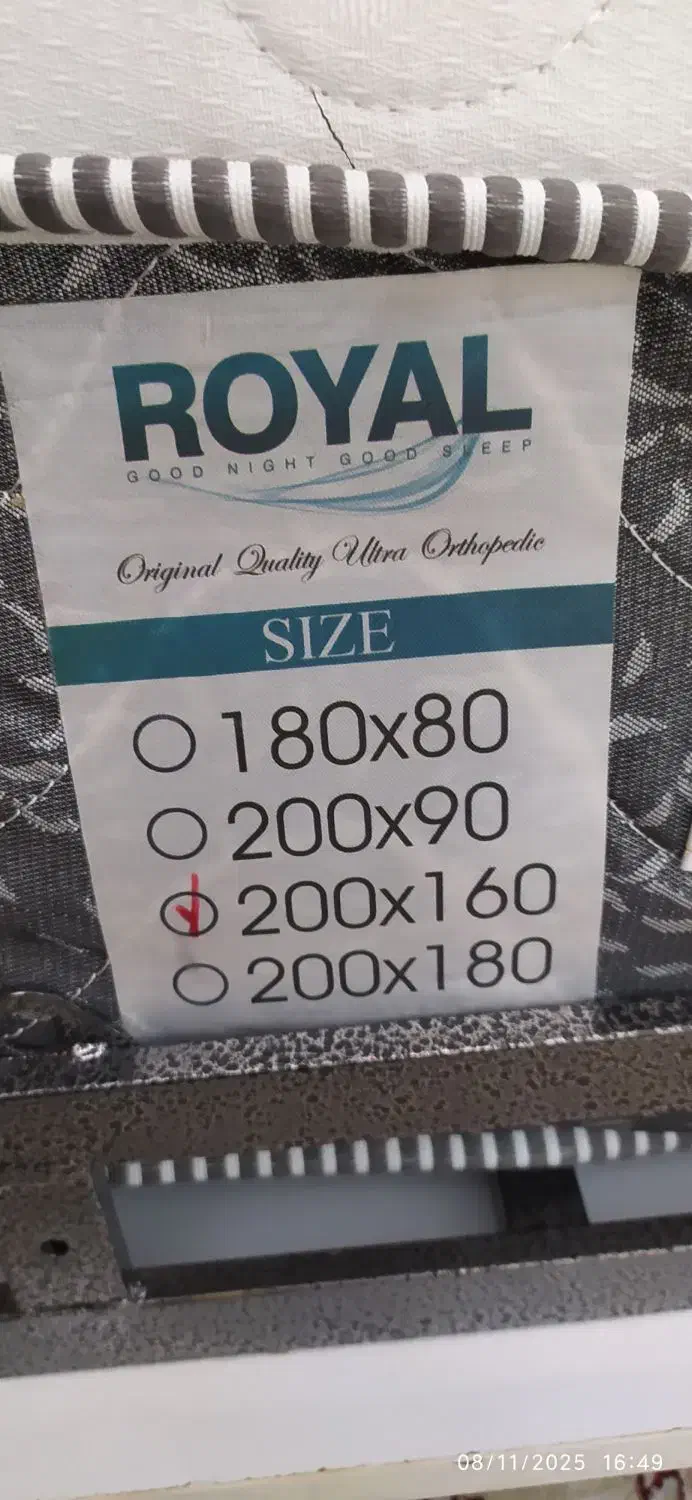 ROYAL
GOOD NIGHT GOOD SLEEP
Original Quality Ultra Orthopedic
SIZE
180x80
200x90
200x160
200x180
08/11/2025 16:49